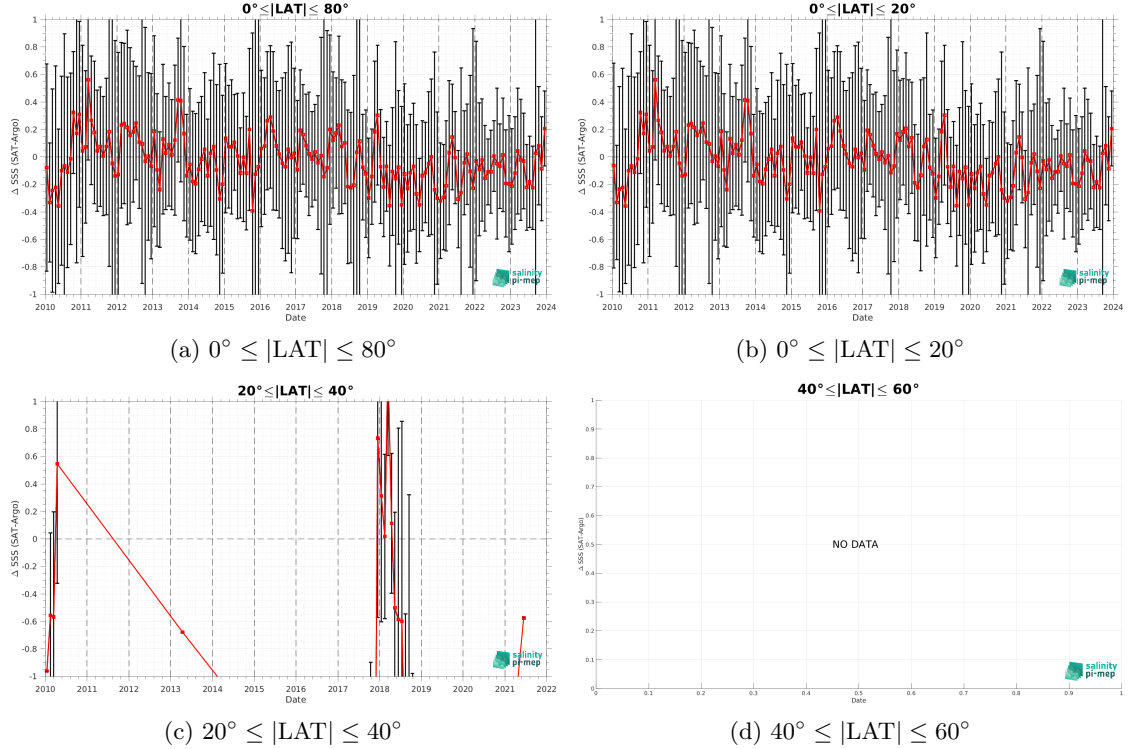 0°≤|LAT|≤ 80°
Δ SSS (SAT-Argo)
1
0.8
0.6
0.4
0.2
0
-0.2
-0.4
-0.6
-0.8
-1
2010 2011 2012 2013 2014 2015 2016 2017 2018 2019 2020 2021 2022 2023 2024
Date
salinity
pi-mep
(a) 0° ≤ |LAT| ≤ 80°
0°≤|LAT|≤ 20°
Δ SSS (SAT-Argo)
1
0.8
0.6
0.4
0.2
0
-0.2
-0.4
-0.6
-0.8
-1
2010 2011 2012 2013 2014 2015 2016 2017 2018 2019 2020 2021 2022 2023 2024
Date
salinity
pi-mep
(b) 0° ≤ |LAT| ≤ 20°
20°≤|LAT|≤ 40°
Δ SSS (SAT-Argo)
1
0.8
0.6
0.4
0.2
0
-0.2
-0.4
-0.6
-0.8
-1
2010 2011 2012 2013 2014 2015 2016 2017 2018 2019 2020 2021 2022
Date
salinity
pi-mep
(c) 20° ≤ |LAT| ≤ 40°
40°≤|LAT|≤ 60°
Δ SSS (SAT-Argo)
1
0.9
0.8
0.7
0.6
0.5
0.4
0.3
0.2
0.1
0
NO DATA
0 0.1 0.2 0.3 0.4 0.5 0.6 0.7 0.8 0.9 1
Date
salinity
pi-mep
(d) 40° ≤ |LAT| ≤ 60°